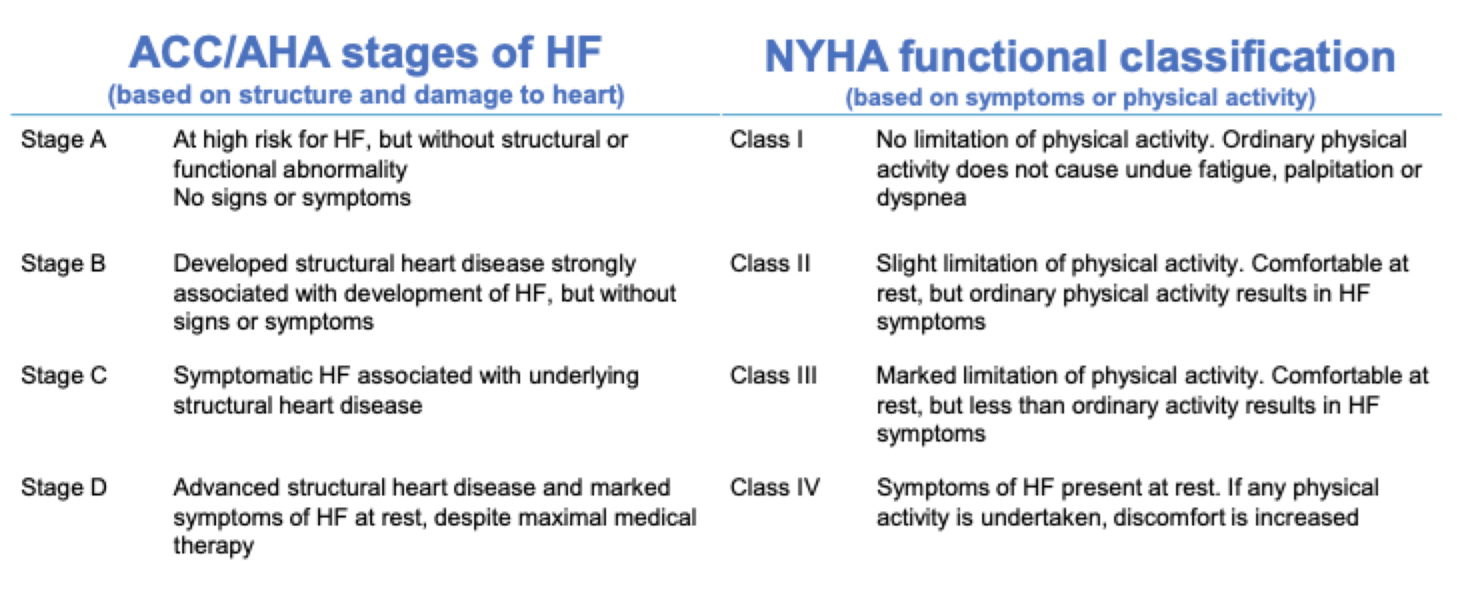 ACC/AHA stages of HF
(based on structure and damage to heart)
Stage A
At high risk for HF, but without structural or
functional abnormality
No signs or symptoms
Stage B
Developed structural heart disease strongly
associated with development of HF, but without
signs or symptoms
Stage C
Symptomatic HF associated with underlying
structural heart disease
Stage D
Advanced structural heart disease and marked
symptoms of HF at rest, despite maximal medical
therapy
NYHA functional classification
(based on symptoms or physical activity)
Class I
No limitation of physical activity. Ordinary physical
activity does not cause undue fatigue, palpitation or
dyspnea
Class II
Slight limitation of physical activity. Comfortable at
rest, but ordinary physical activity results in HF
symptoms
Class III
Marked limitation of physical activity. Comfortable at
rest, but less than ordinary activity results in HF
symptoms
Class IV
Symptoms of HF present at rest. If any physical
activity is undertaken, discomfort is increased